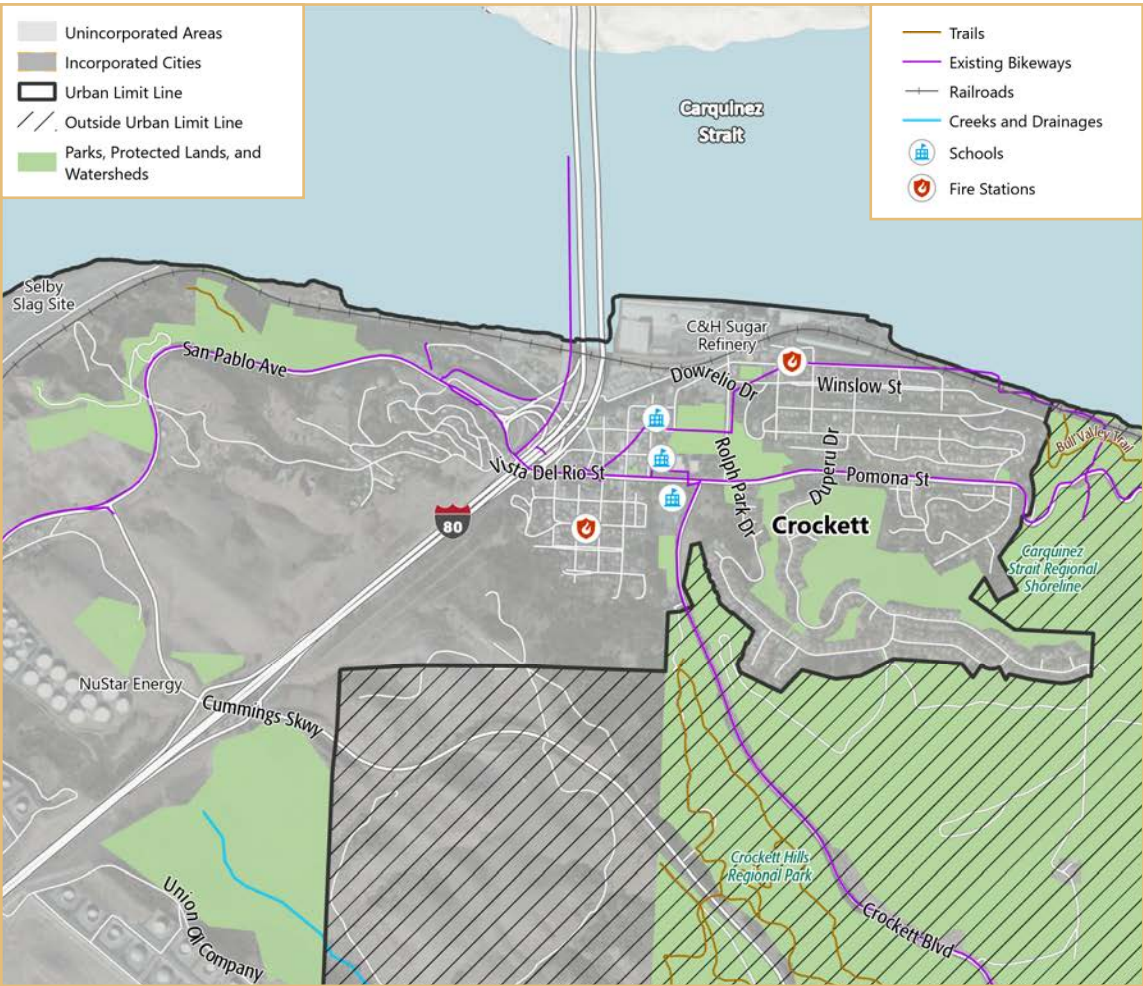 Unincorporated Areas
Incorporated Cities
Urban Limit Line
Outside Urban Limit Line
Parks, Protected Lands, and
Watersheds
Trails
Existing Bikeways
Railroads
Creeks and Drainages
Schools
Fire Stations
Carquinez
Strait
Selby
Slag Site
C&H Sugar
Refinery
San Pablo Ave
Dowrelio Dr
Winslow St
Bull Valley Trail
Rolph Park Dr
Duperu Dr
Vista Del Rio St
Pomona St
80
Crockett
Carquinez
Strait Regional
Shoreline
NuStar Energy
Cummings Skwy
Crockett Hills
Regional Park
Union Oil Company
Crockett Blvd